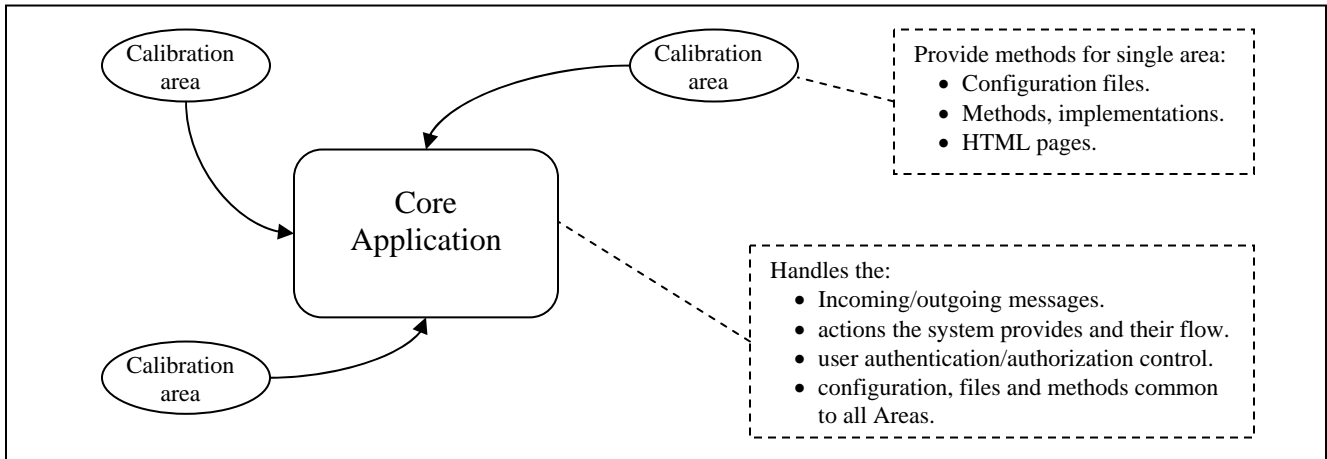 Calibration
area
Calibration
area
Provide methods for single area:
• Configuration files.
• Methods, implementations.
• HTML pages.
Core
Application
Handles the:
• Incoming/outgoing messages.
• actions the system provides and their flow.
• user authentication/authorization control.
• configuration, files and methods common
to all Areas.
Calibration
area